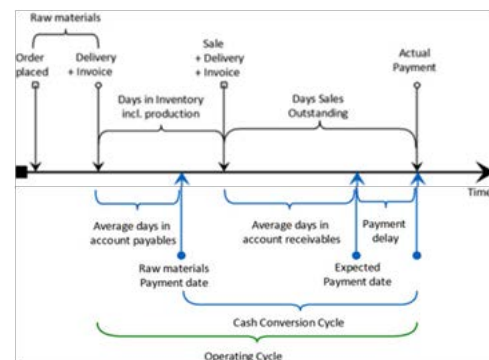 Raw materials
Order
placed
Delivery
+ Invoice
Sale
+ Delivery
+ Invoice
Actual
Payment
Days in Inventory
incl. production
Days Sales
Outstanding
Time
Average days in
account payables
Average days in
account receivables
Payment
delay
Raw materials
Payment date
Expected
Payment date
Cash Conversion Cycle
Operating Cycle